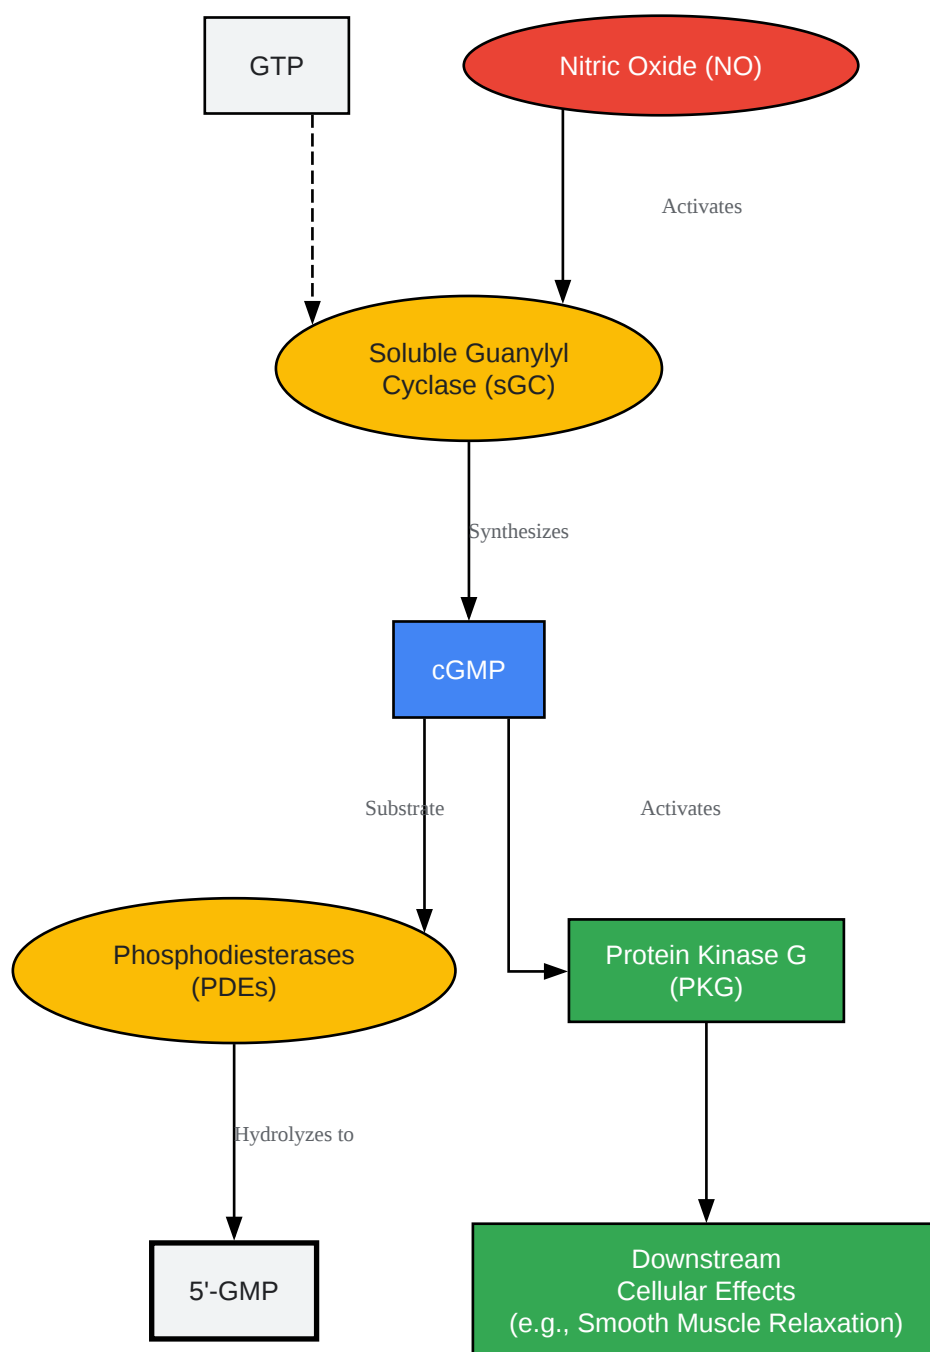 GTP
Nitric Oxide (NO)
Activates
Soluble Guanylyl
Cyclase (sGC)
Synthesizes
cGMP
Substrate
Activates
Phosphodiesterases
(PDEs)
Protein Kinase G
(PKG)
Hydrolyzes to
5'-GMP
Downstream
Cellular Effects
(e.g., Smooth Muscle Relaxation)